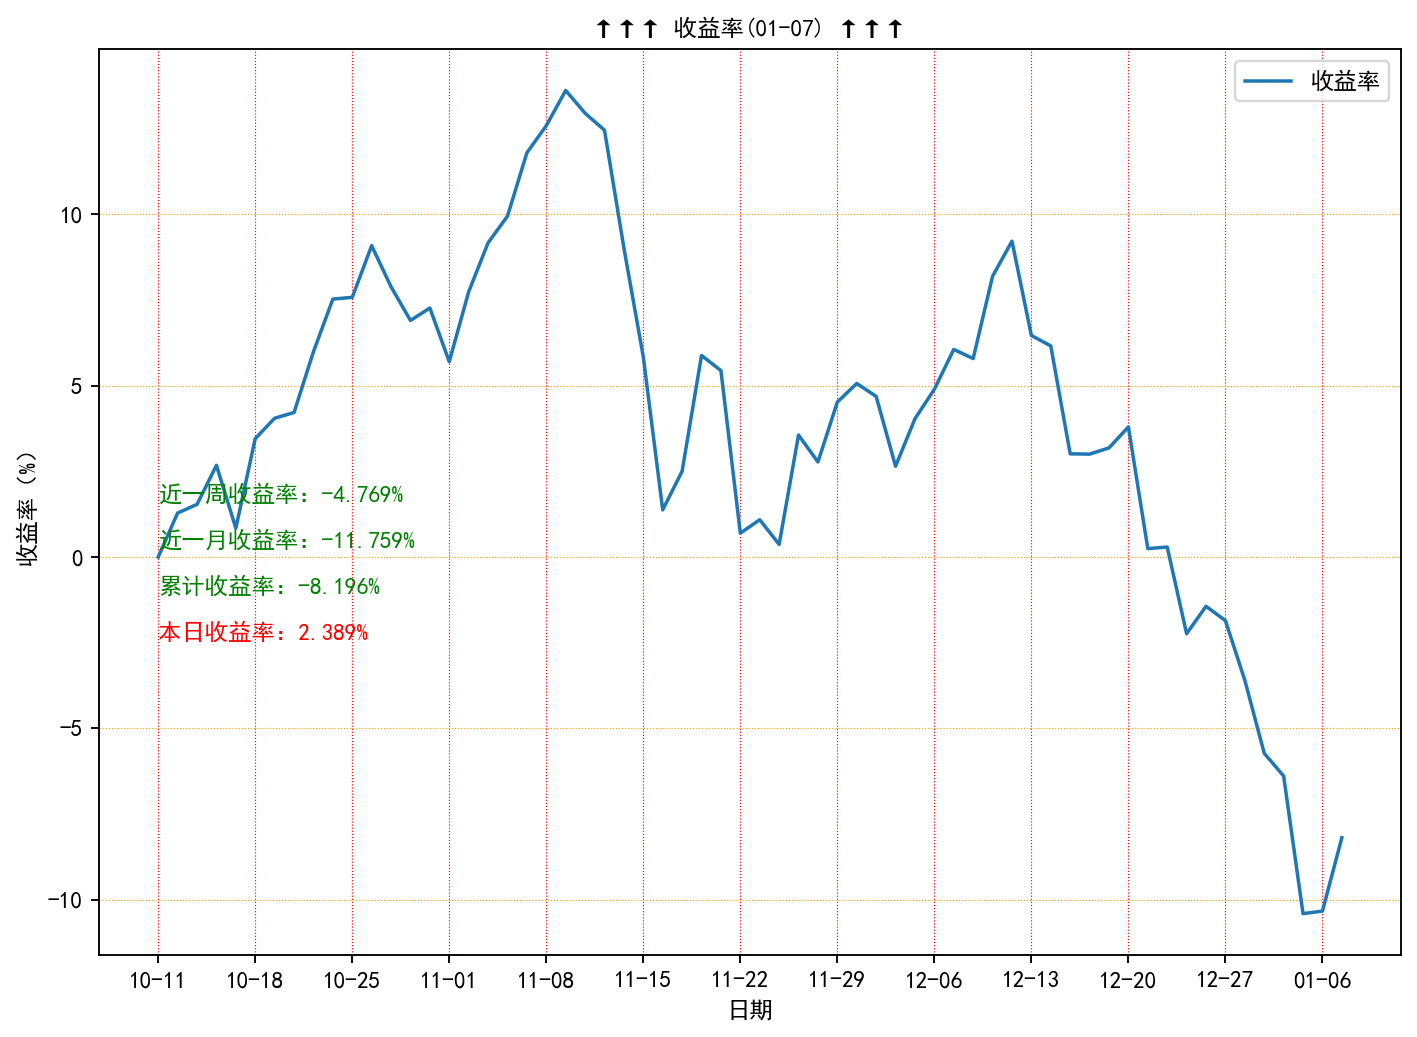 ↑↑↑ 收益率(01-07) ↑↑↑
收益率
收益率 (%)
10
5
0
-5
-10
近一周收益率: -4.769%
近一月收益率: -11.759%
累计收益率: -8.196%
本日收益率: 2.389%
10-11 10-18 10-25 11-01 11-08 11-15 11-22 11-29 12-06 12-13 12-20 12-27 01-06
日期